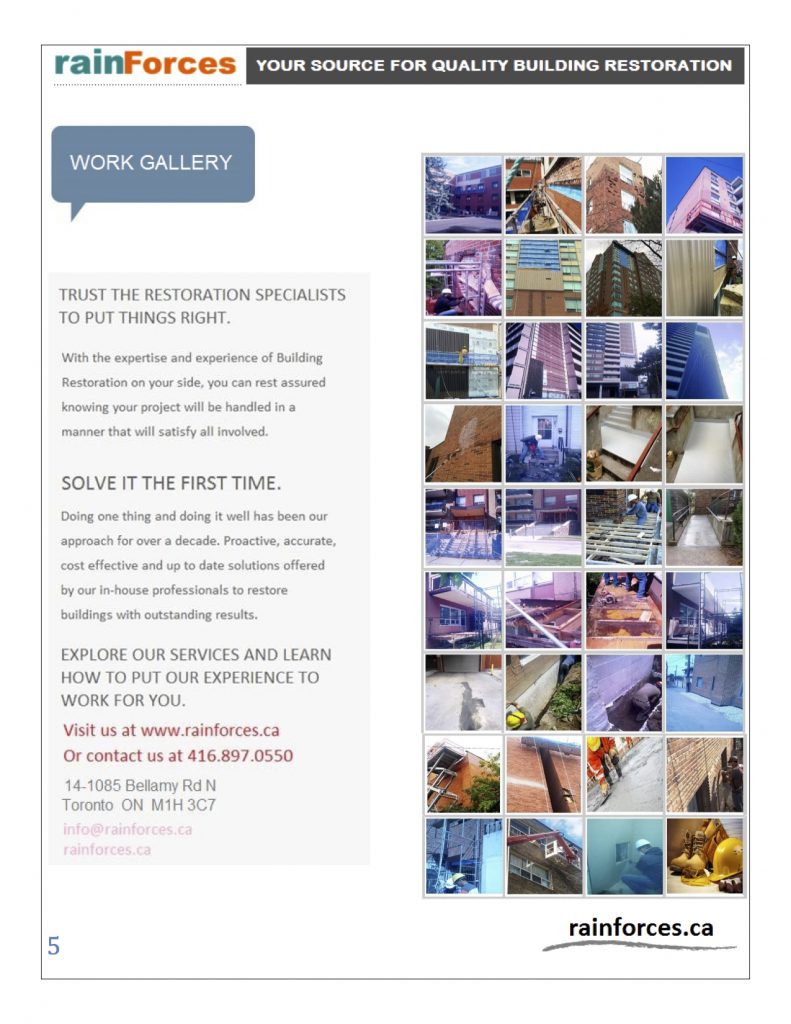 rainForces
YOUR SOURCE FOR QUALITY BUILDING RESTORATION
WORK GALLERY
TRUST THE RESTORATION SPECIALISTS
TO PUT THINGS RIGHT.
With the expertise and experience of Building
Restoration on your side, you can rest assured
knowing your project will be handled in a
manner that will satisfy all involved.
SOLVE IT THE FIRST TIME.
Doing one thing and doing it well has been our
approach for over a decade. Proactive, accurate,
cost effective and up to date solutions offered
by our in-house professionals to restore
buildings with outstanding results.
EXPLORE OUR SERVICES AND LEARN
HOW TO PUT OUR EXPERIENCE TO
WORK FOR YOU.
Visit us at www.rainforces.ca
Or contact us at 416.897.0550
14-1085 Bellamy Rd N
Toronto ON M1H 3C7
info@rainforces.ca
rainforces.ca
rainforces.ca
5